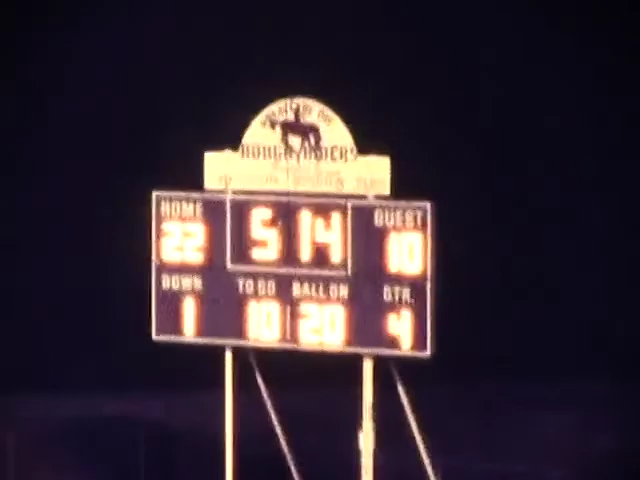 ROUGH RIDERS
HOME 5 14 GUEST
22 10
DOWN TO GO BALL ON QTR.
1 10 20 4